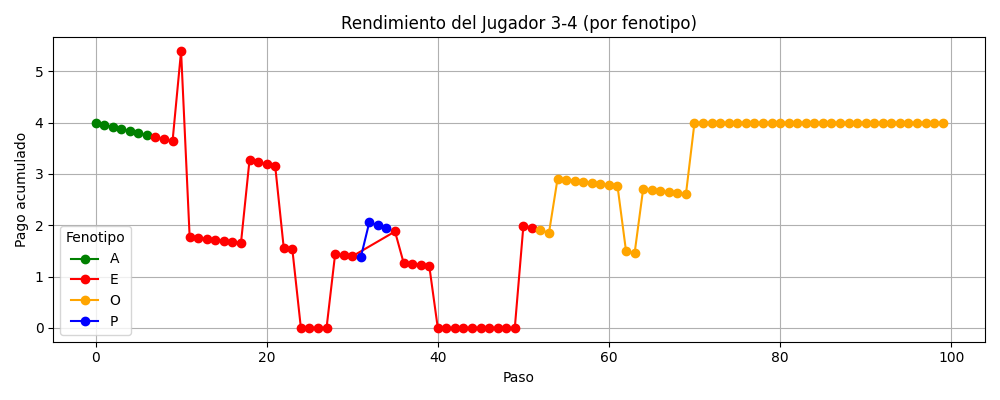 Rendimiento del Jugador 3-4 (por fenotipo)
Pago acumulado
5
4
3
2
1
0
Fenotipo
A
E
O
P
0 20 40 60 80 100
Paso